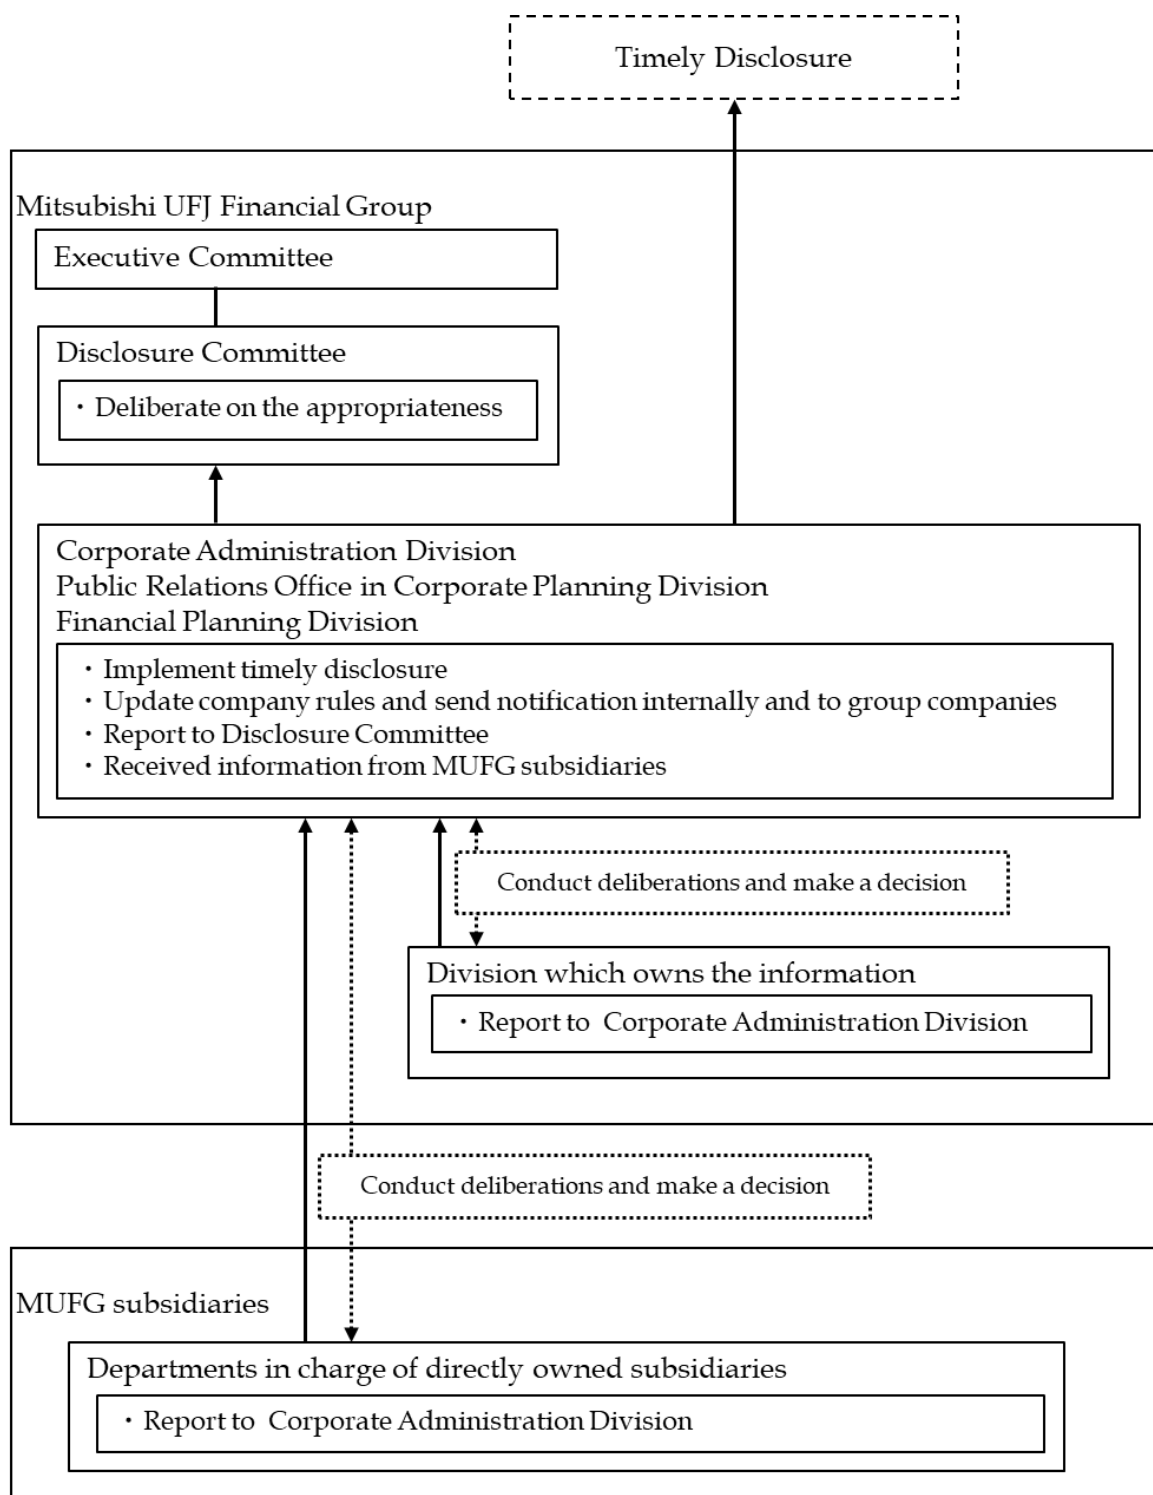 Timely Disclosure
Mitsubishi UFJ Financial Group
Executive Committee
Disclosure Committee
・Deliberate on the appropriateness
Corporate Administration Division
Public Relations Office in Corporate Planning Division
Financial Planning Division
・Implement timely disclosure
・Update company rules and send notification internally and to group companies
・Report to Disclosure Committee
・Received information from MUFG subsidiaries
Conduct deliberations and make a decision
Division which owns the information
・Report to Corporate Administration Division
Conduct deliberations and make a decision
MUFG subsidiaries
Departments in charge of directly owned subsidiaries
・Report to Corporate Administration Division